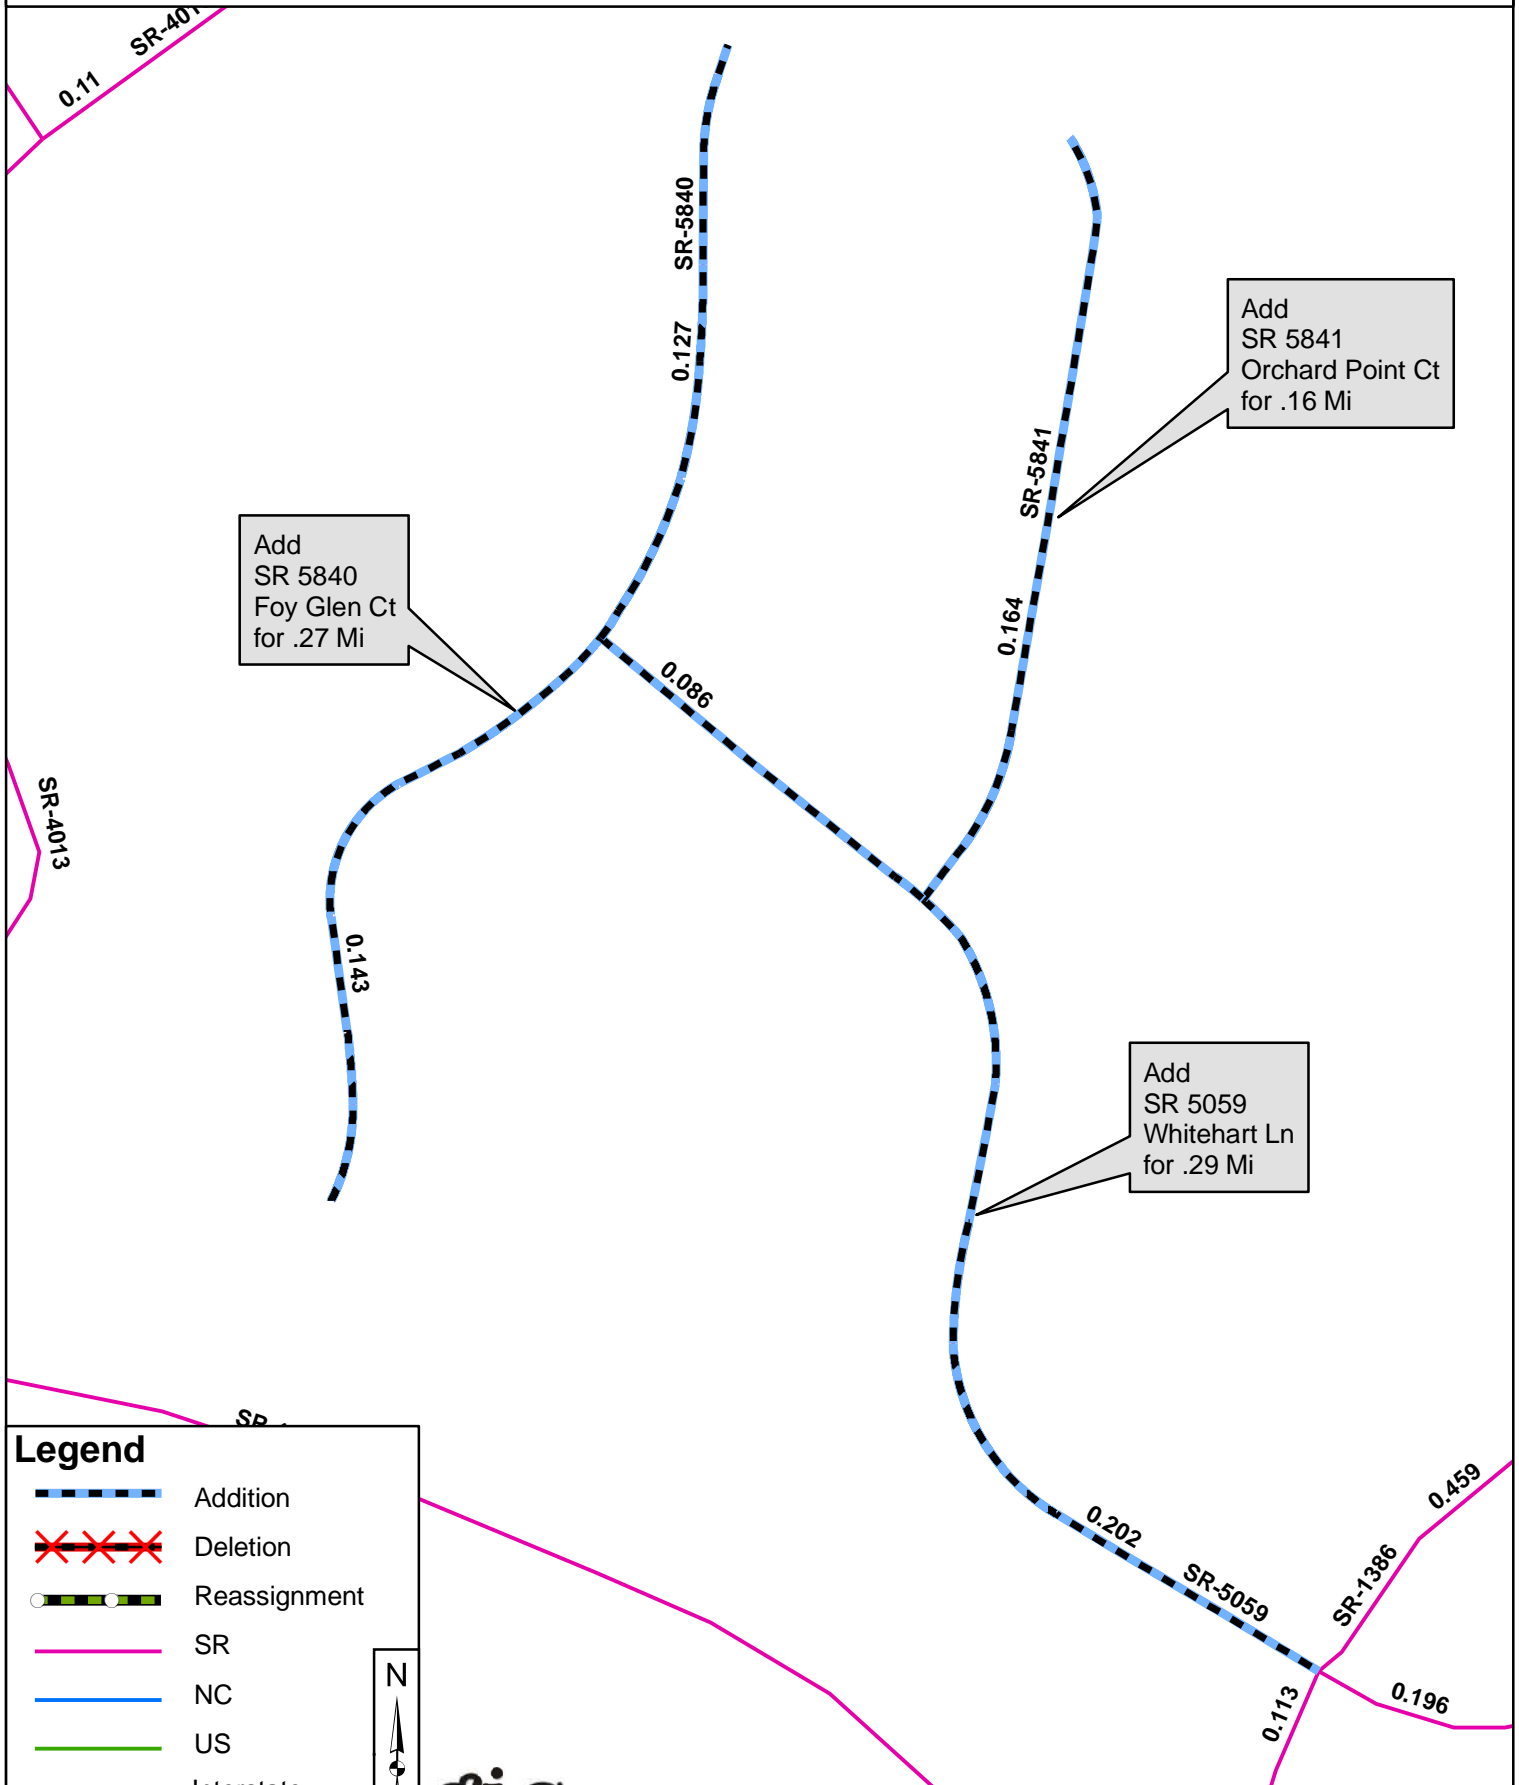 0.11
SR-5840
0.127
Add
SR 5841
Orchard Point Ct
for .16 Mi
SR-5841
Add
SR 5840
Foy Glen Ct
for .27 Mi
0.164
0.086
SR-4013
0.143
Add
SR 5059
Whitehart Ln
for .29 Mi
Legend
Addition
Deletion
Reassignment
SR
NC
US
N
0.202
SR-5059
0.459
SR-1386
0.196
0.113